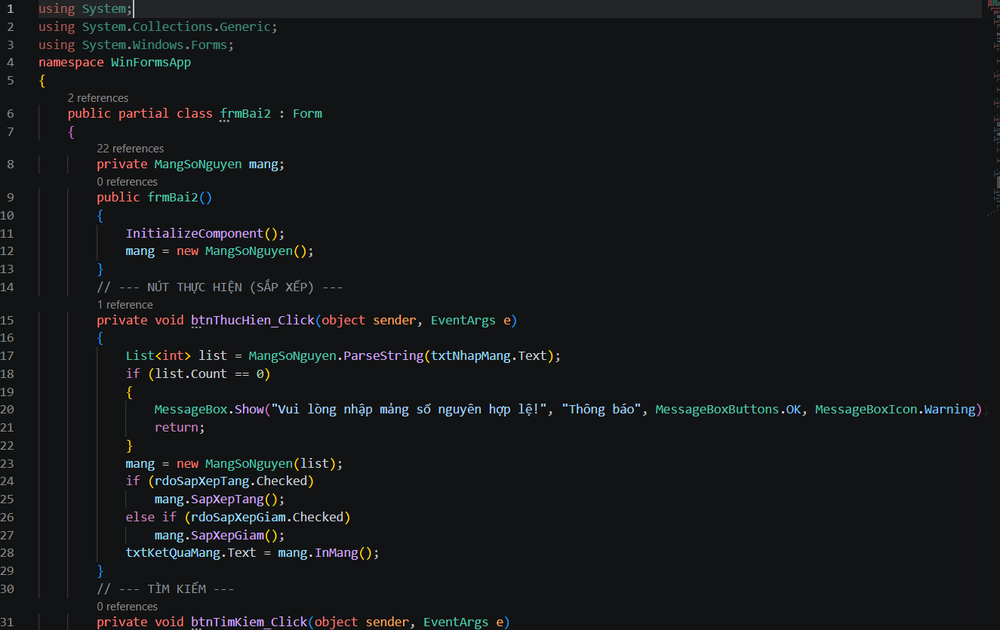 1 using System;
2 using System.Collections.Generic;
3 using System.Windows.Forms;
4 namespace WinFormsApp
5 {
2 references
6 public partial class frmBai2 : Form
7 {
22 references
8 private MangSoNguyen mang;
0 references
9 public frmBai2()
10 {
11 InitializeComponent();
12 mang = new MangSoNguyen();
13 }
14 // --- NÚT THỰC HIỆN (SẮP XẾP) ---
1 reference
15 private void btnThucHien_Click(object sender, EventArgs e)
16 {
17 List<int> list = MangSoNguyen.ParseString(txtNhapMang.Text);
18 if (list.Count == 0)
19 {
20 MessageBox.Show("Vui lòng nhập mảng số nguyên hợp lệ!", "Thông báo", MessageBoxButtons.OK, MessageBoxIcon.Warning);
21 return;
22 }
23 mang = new MangSoNguyen(list);
24 if (rdoSapXepTang.Checked)
25 mang.SapXepTang();
26 else if (rdoSapXepGiam.Checked)
27 mang.SapXepGiam();
28 txtKetQuaMang.Text = mang.InMang();
29 }
30 // --- TÌM KIẾM ---
0 references
31 private void btnTimKiem_Click(object sender, EventArgs e)